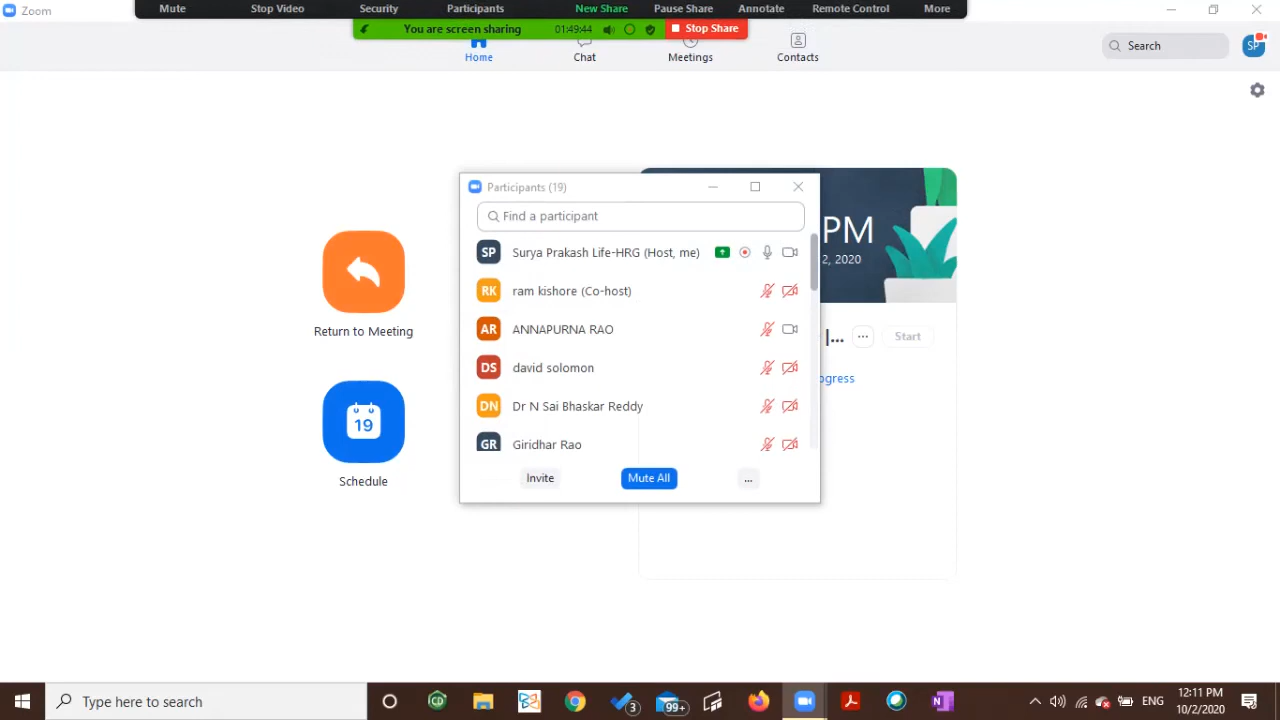 Zoom
Mute Stop Video Security Participants New Share Pause Share Annotate Remote Control More
You are screen sharing 01:49:44 Stop Share
Home Chat Meetings Contacts
Search
SP
Participants (19)
Find a participant
SP Surya Prakash Life-HRG (Host, me)
RK ram kishore (Co-host)
AR ANNAPURNA RAO
DS david solomon
DN Dr N Sai Bhaskar Reddy
GR Giridhar Rao
Invite Mute All ...
PM
2, 2020
|... ... Start
Return to Meeting
19
Schedule
Type here to search
CD
3
99+
ENG
12:11 PM
10/2/2020